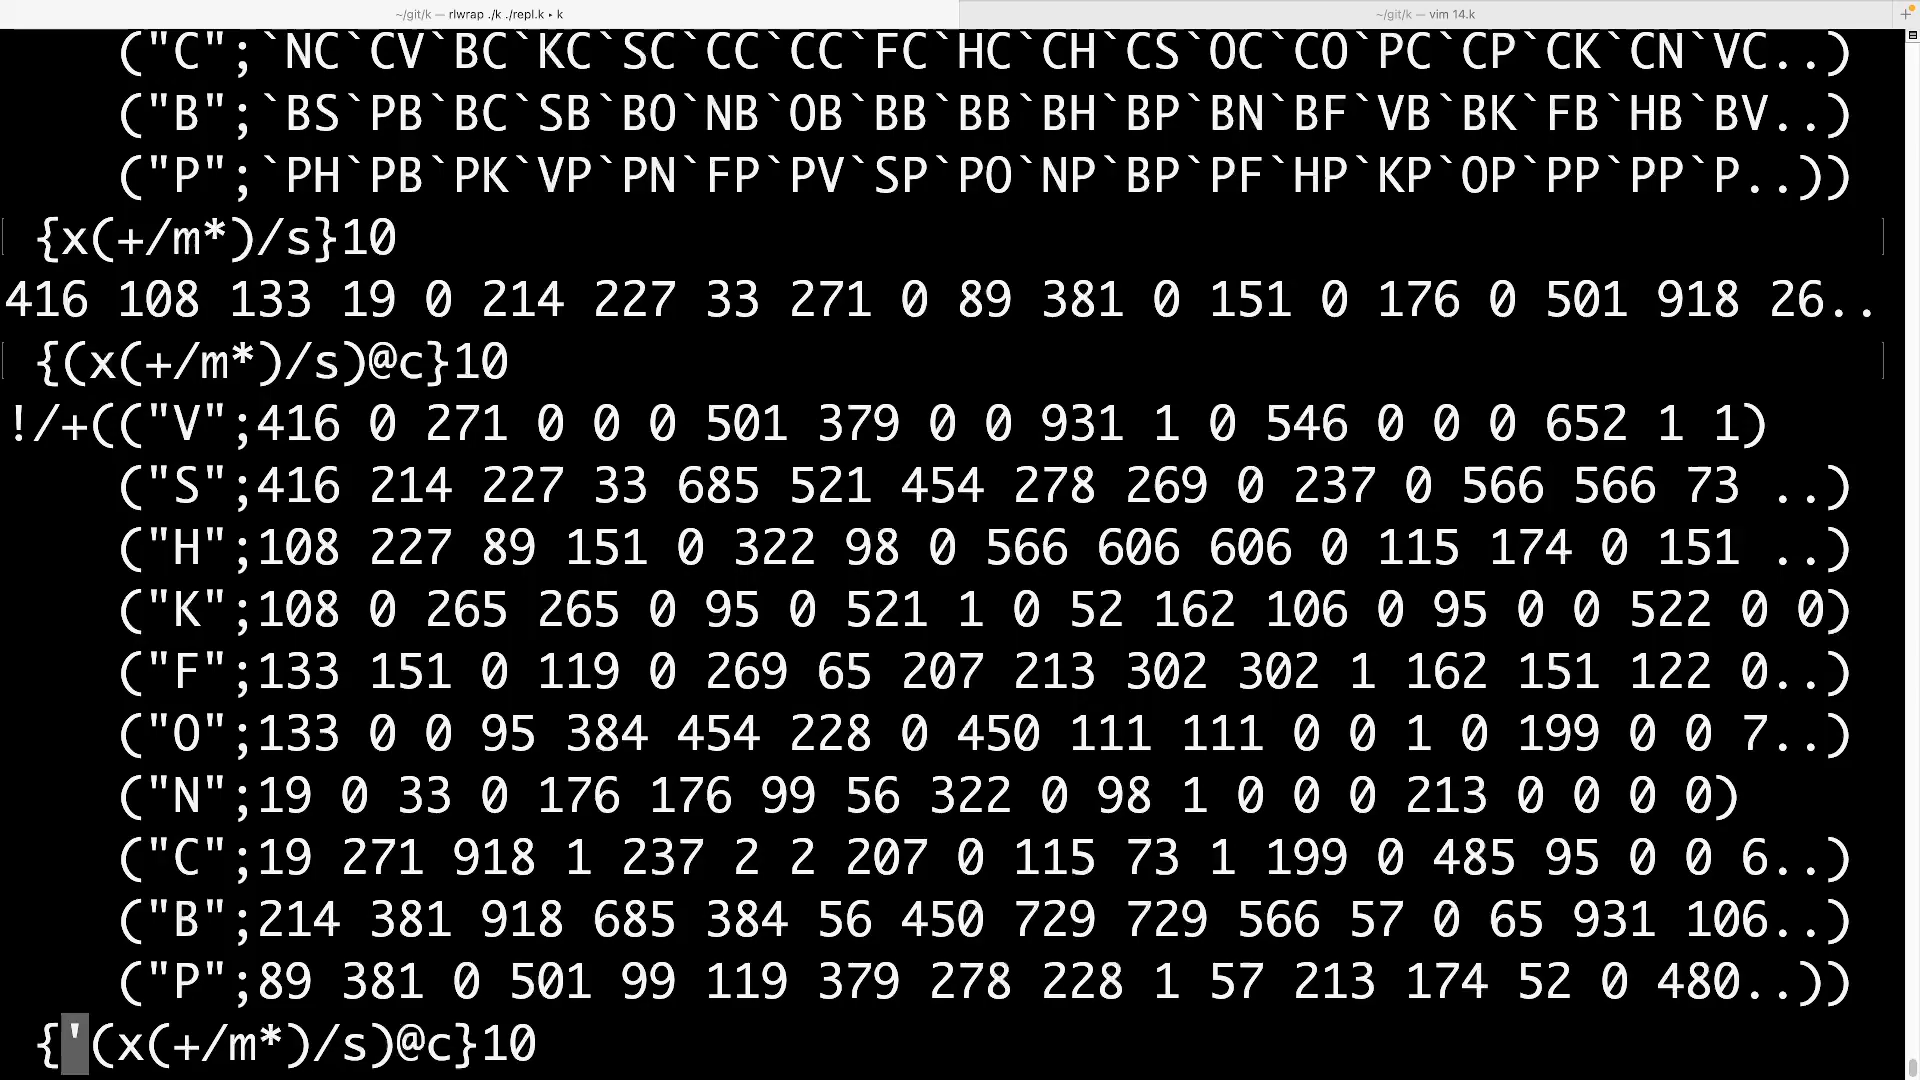 ~/git/k — rlwrap ./k ./repl.k ▸ k
~/git/k — vim 14.k
("C";`NC`CV`BC`KC`SC`CC`CC`FC`HC`CH`CS`OC`CO`PC`CP`CK`CN`VC..)
("B";`BS`PB`BC`SB`BO`NB`OB`BB`BB`BH`BP`BN`BF`VB`BK`FB`HB`BV..)
("P";`PH`PB`PK`VP`PN`FP`PV`SP`PO`NP`BP`PF`HP`KP`OP`PP`PP`P..))
{x(+/m*)/s}10
416 108 133 19 0 214 227 33 271 0 89 381 0 151 0 176 0 501 918 26..
{(x(+/m*)/s)@c}10
!/+(("V";416 0 271 0 0 0 501 379 0 0 931 1 0 546 0 0 0 652 1 1)
("S";416 214 227 33 685 521 454 278 269 0 237 0 566 566 73 ..)
("H";108 227 89 151 0 322 98 0 566 606 606 0 115 174 0 151 ..)
("K";108 0 265 265 0 95 0 521 1 0 52 162 106 0 95 0 0 522 0 0)
("F";133 151 0 119 0 269 65 207 213 302 302 1 162 151 122 0..)
("O";133 0 0 95 384 454 228 0 450 111 111 0 0 1 0 199 0 0 7..)
("N";19 0 33 0 176 176 99 56 322 0 98 1 0 0 0 213 0 0 0 0)
("C";19 271 918 1 237 2 2 207 0 115 73 1 199 0 485 95 0 0 6..)
("B";214 381 918 685 384 56 450 729 729 566 57 0 65 931 106..)
("P";89 381 0 501 99 119 379 278 228 1 57 213 174 52 0 480..))
{'(x(+/m*)/s)@c}10